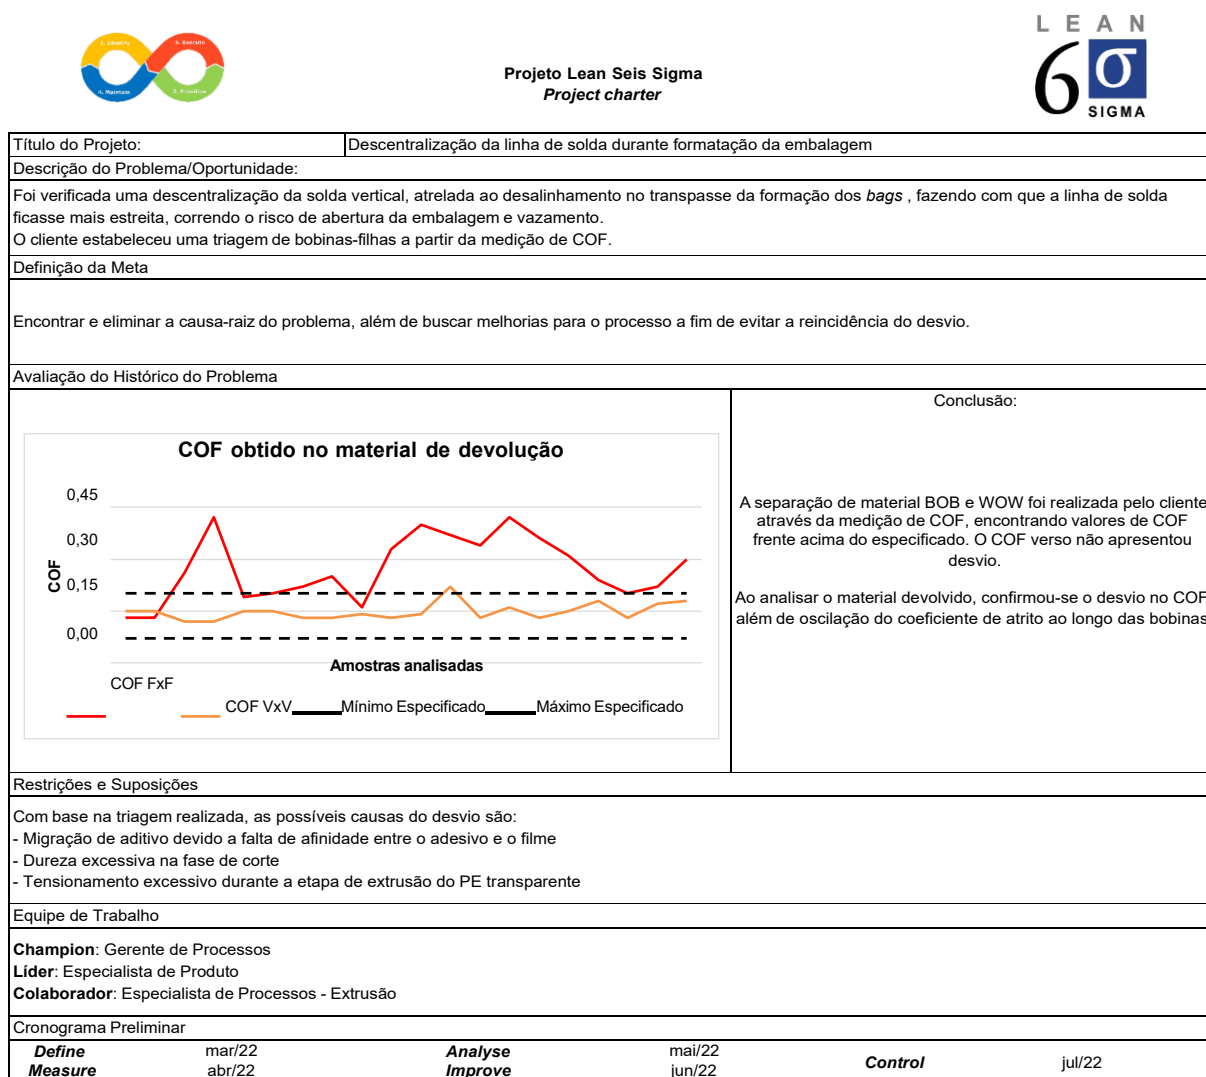 1. Identify
3. Execute
4. Maintain
2. Prioritize
Projeto Lean Seis Sigma
Project charter
LEAN
6σ
SIGMA
Título do Projeto:
Descentralização da linha de solda durante formatação da embalagem
Descrição do Problema/Oportunidade:
Foi verificada uma descentralização da solda vertical, atrelada ao desalinhamento no transpasse da formação dos bags , fazendo com que a linha de solda
ficasse mais estreita, correndo o risco de abertura da embalagem e vazamento.
O cliente estabeleceu uma triagem de bobinas-filhas a partir da medição de COF.
Definição da Meta
Encontrar e eliminar a causa-raiz do problema, além de buscar melhorias para o processo a fim de evitar a reincidência do desvio.
Avaliação do Histórico do Problema
COF obtido no material de devolução
0,45
0,30
0,15
0,00
COF
Amostras analisadas
COF FxF
COF VxV
Mínimo Especificado
Máximo Especificado
Conclusão:
A separação de material BOB e WOW foi realizada pelo cliente
através da medição de COF, encontrando valores de COF
frente acima do especificado. O COF verso não apresentou
desvio.
Ao analisar o material devolvido, confirmou-se o desvio no COF
além de oscilação do coeficiente de atrito ao longo das bobinas
Restrições e Suposições
Com base na triagem realizada, as possíveis causas do desvio são:
- Migração de aditivo devido a falta de afinidade entre o adesivo e o filme
- Dureza excessiva na fase de corte
- Tensionamento excessivo durante a etapa de extrusão do PE transparente
Equipe de Trabalho
Champion: Gerente de Processos
Líder: Especialista de Produto
Colaborador: Especialista de Processos - Extrusão
Cronograma Preliminar
Define mar/22 Analyse mai/22 Control jul/22
Measure abr/22 Improve jun/22